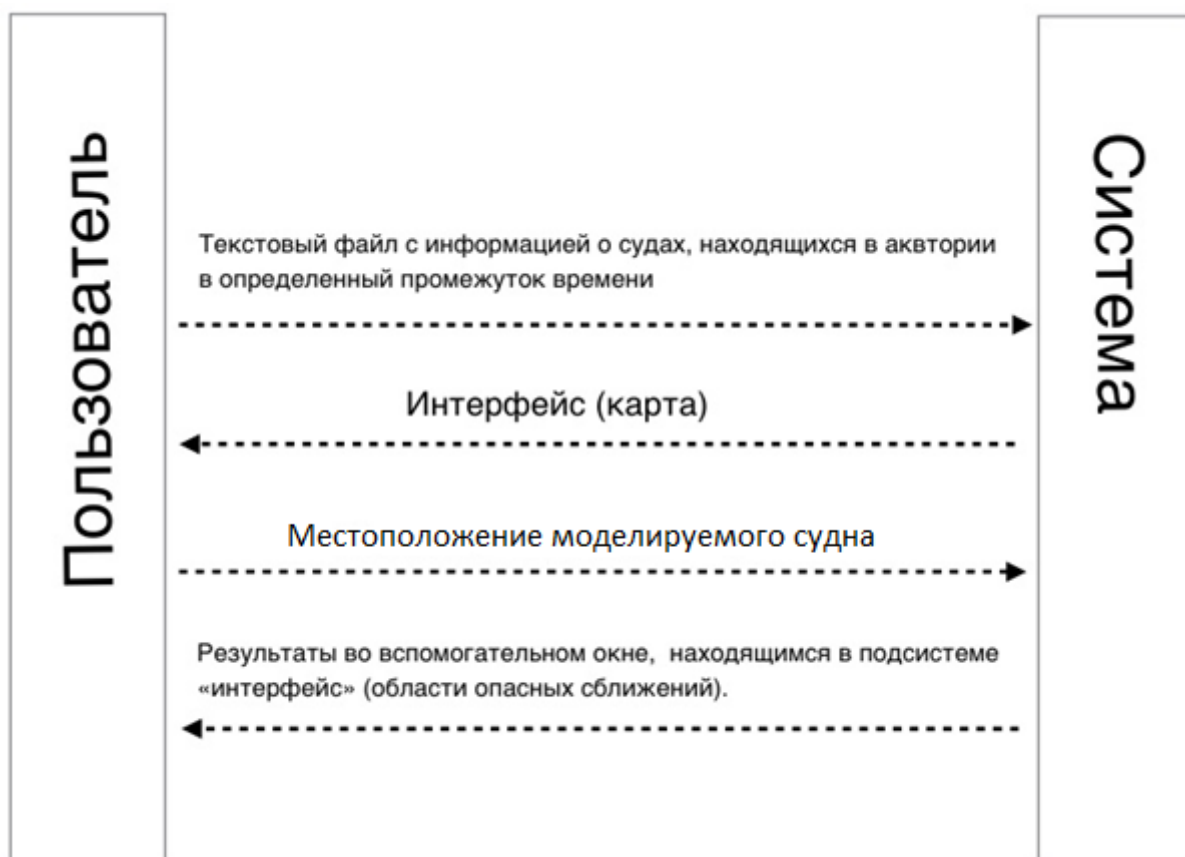 Пользователь
Система
Текстовый файл с информацией о судах, находящихся в аквтории
в определенный промежуток времени
Интерфейс (карта)
Местоположение моделируемого судна
Результаты во вспомогательном окне, находящимся в подсистеме
«интерфейс» (области опасных сближений).